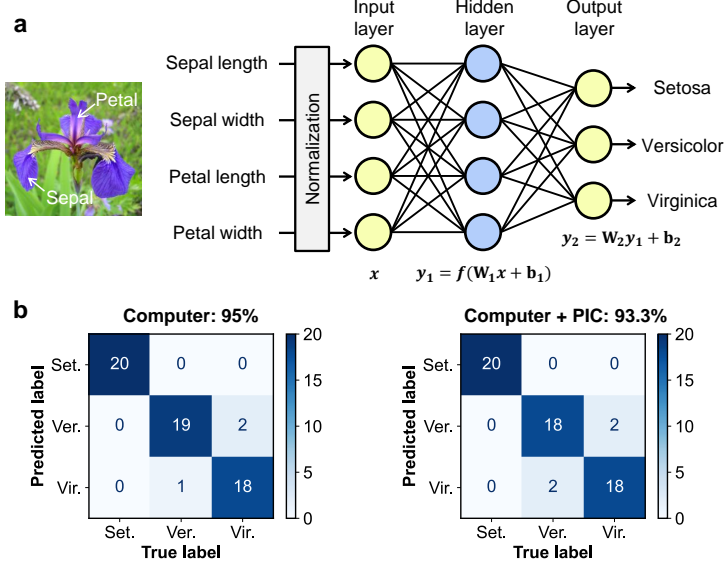 a
Input layer
Hidden layer
Output layer
Petal
Sepal
Sepal length
Sepal width
Petal length
Petal width
Normalization
Setosa
Versicolor
Virginica
x
y₁ = f(W₁x + b₁)
y₂ = W₂y₁ + b₂
b
Computer: 95%
Predicted label
Set.
Ver.
Vir.
20 0 0
0 19 2
0 1 18
Set. Ver. Vir.
True label
20
15
10
5
0
Computer + PIC: 93.3%
Predicted label
Set.
Ver.
Vir.
20 0 0
0 18 2
0 2 18
Set. Ver. Vir.
True label
20
15
10
5
0